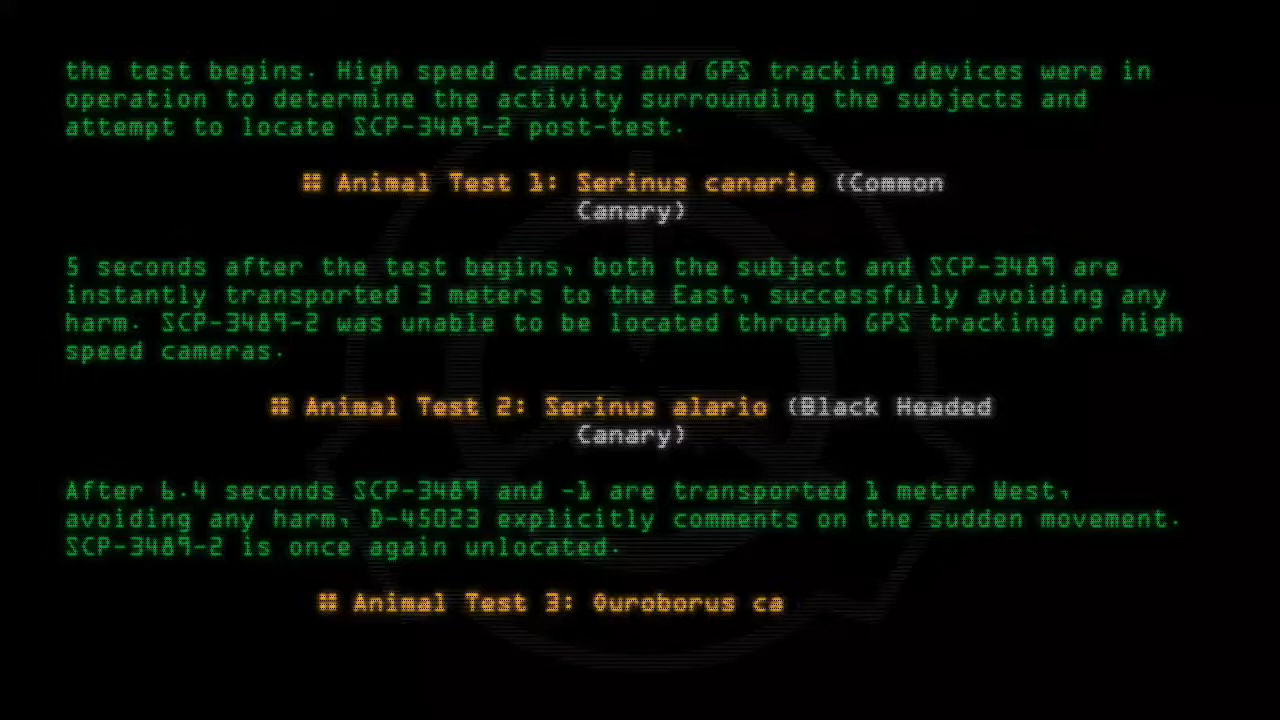 the test begins. High speed cameras and GPS tracking devices were in
operation to determine the activity surrounding the subjects and
attempt to locate SCP-3489-2 post-test.
# Animal Test 1: Serinus canaria (Common
Canary)
5 seconds after the test begins, both the subject and SCP-3489 are
instantly transported 3 meters to the East, successfully avoiding any
harm. SCP-3489-2 was unable to be located through GPS tracking or high
speed cameras.
# Animal Test 2: Serinus alario (Black Headed
Canary)
After 6.4 seconds SCP-3489 and -1 are transported 1 meter West,
avoiding any harm, D-45023 explicitly comments on the sudden movement.
SCP-3489-2 is once again unlocated.
# Animal Test 3: Ouroborus ca